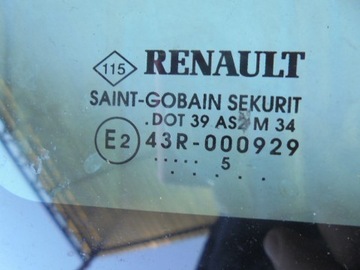 115 RENAULT
SAINT-GOBAIN SEKURIT
.DOT 39 AS2 M 34
E2 43R-000929
..... 5
. . . . . .